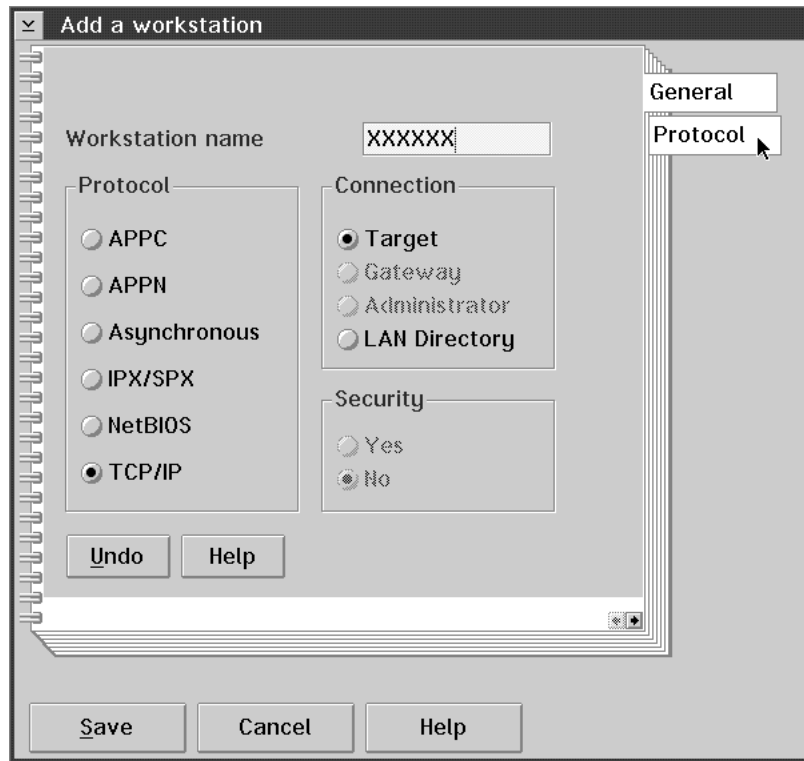 Add a workstation
General
Protocol
Workstation name XXXXXX
Protocol
APPC
APPN
Asynchronous
IPX/SPX
NetBIOS
TCP/IP
Connection
Target
Gateway
Administrator
LAN Directory
Security
Yes
No
Undo Help
Save Cancel Help